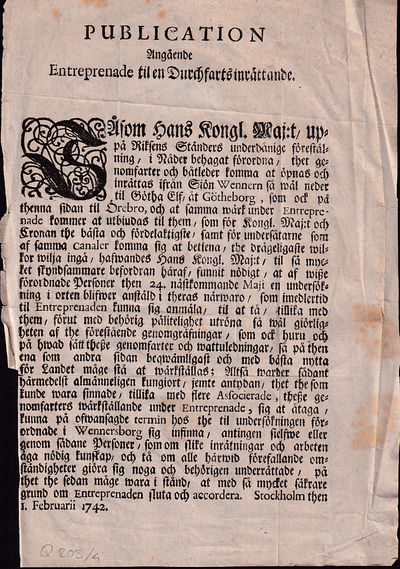 PUBLICATION
Angående
Entreprenade til en Durchfarts inrättande.
Såsom Hans Kongl. Maj:t/ up-
på Riksens Ständers underdånige förestäl-
ning/ i Nåder behagat förordna/ thet ge-
nomfarter och båtleder komma at öpnas och
inrättas ifrån Siön Wennern så wäl neder
til Götha Elf/ åt Götheborg, som ock på
thenna sidan til Örebro, och at samma wärk under Entrepre-
nade kommer at utbiudas til them, som för Kongl. Maj:t och
Cronan the bästa och fördelaktigste/ samt för undersåtarne som
af samma Canaler komma sig at betiena, the drägeligaste wil-
kor wilja ingå, hafwandes Hans Kongl. Maj:t, til så myc-
ket skyndsammare befordran häraf, funnit nödigt, at af wisse
förordnade Personer then 24. nästkommande Maji en undersök-
ning i orten blifwer anstäld i theras närwaro/ som imedlertid
til Entreprenaden kunna sig anmäla, til at tå, tillika med
them, förut med behörig pålitelighet utröna så wäl giörlig-
heten af the förestående genomgräfningar, som ock huru och
på hwad sätt thesse genomfarter och wattuledningar, så på then
ena som andra sidan beqwämligast och med bästa nytta
för Landet måge stå at wärkställas; Alltså warder sådant
härmedelst almänneligen kungiort, jemte antydan, thet the som
kunde wara sinnade, tillika med flere Associerade, thesse ge-
nomfarters wärkställande under Entreprenade, sig at åtaga,
kunna på ofwansagde termin hos the til undersökningen för-
ordnade i Wennersborg sig infinna, antingen sielfwe eller
genom sådane Personer, som om slike inrätningar och arbeten
äga nödig kunskap, och tå om alle härwid förefallande om-
ständigheter giöra sig noga och behörigen underrättade, på
thet the sedan måge wara i stånd, at med så mycket säkrare
grund om Entreprenaden sluta och accordera. Stockholm then
1. Februarii 1742.
Q 203/4